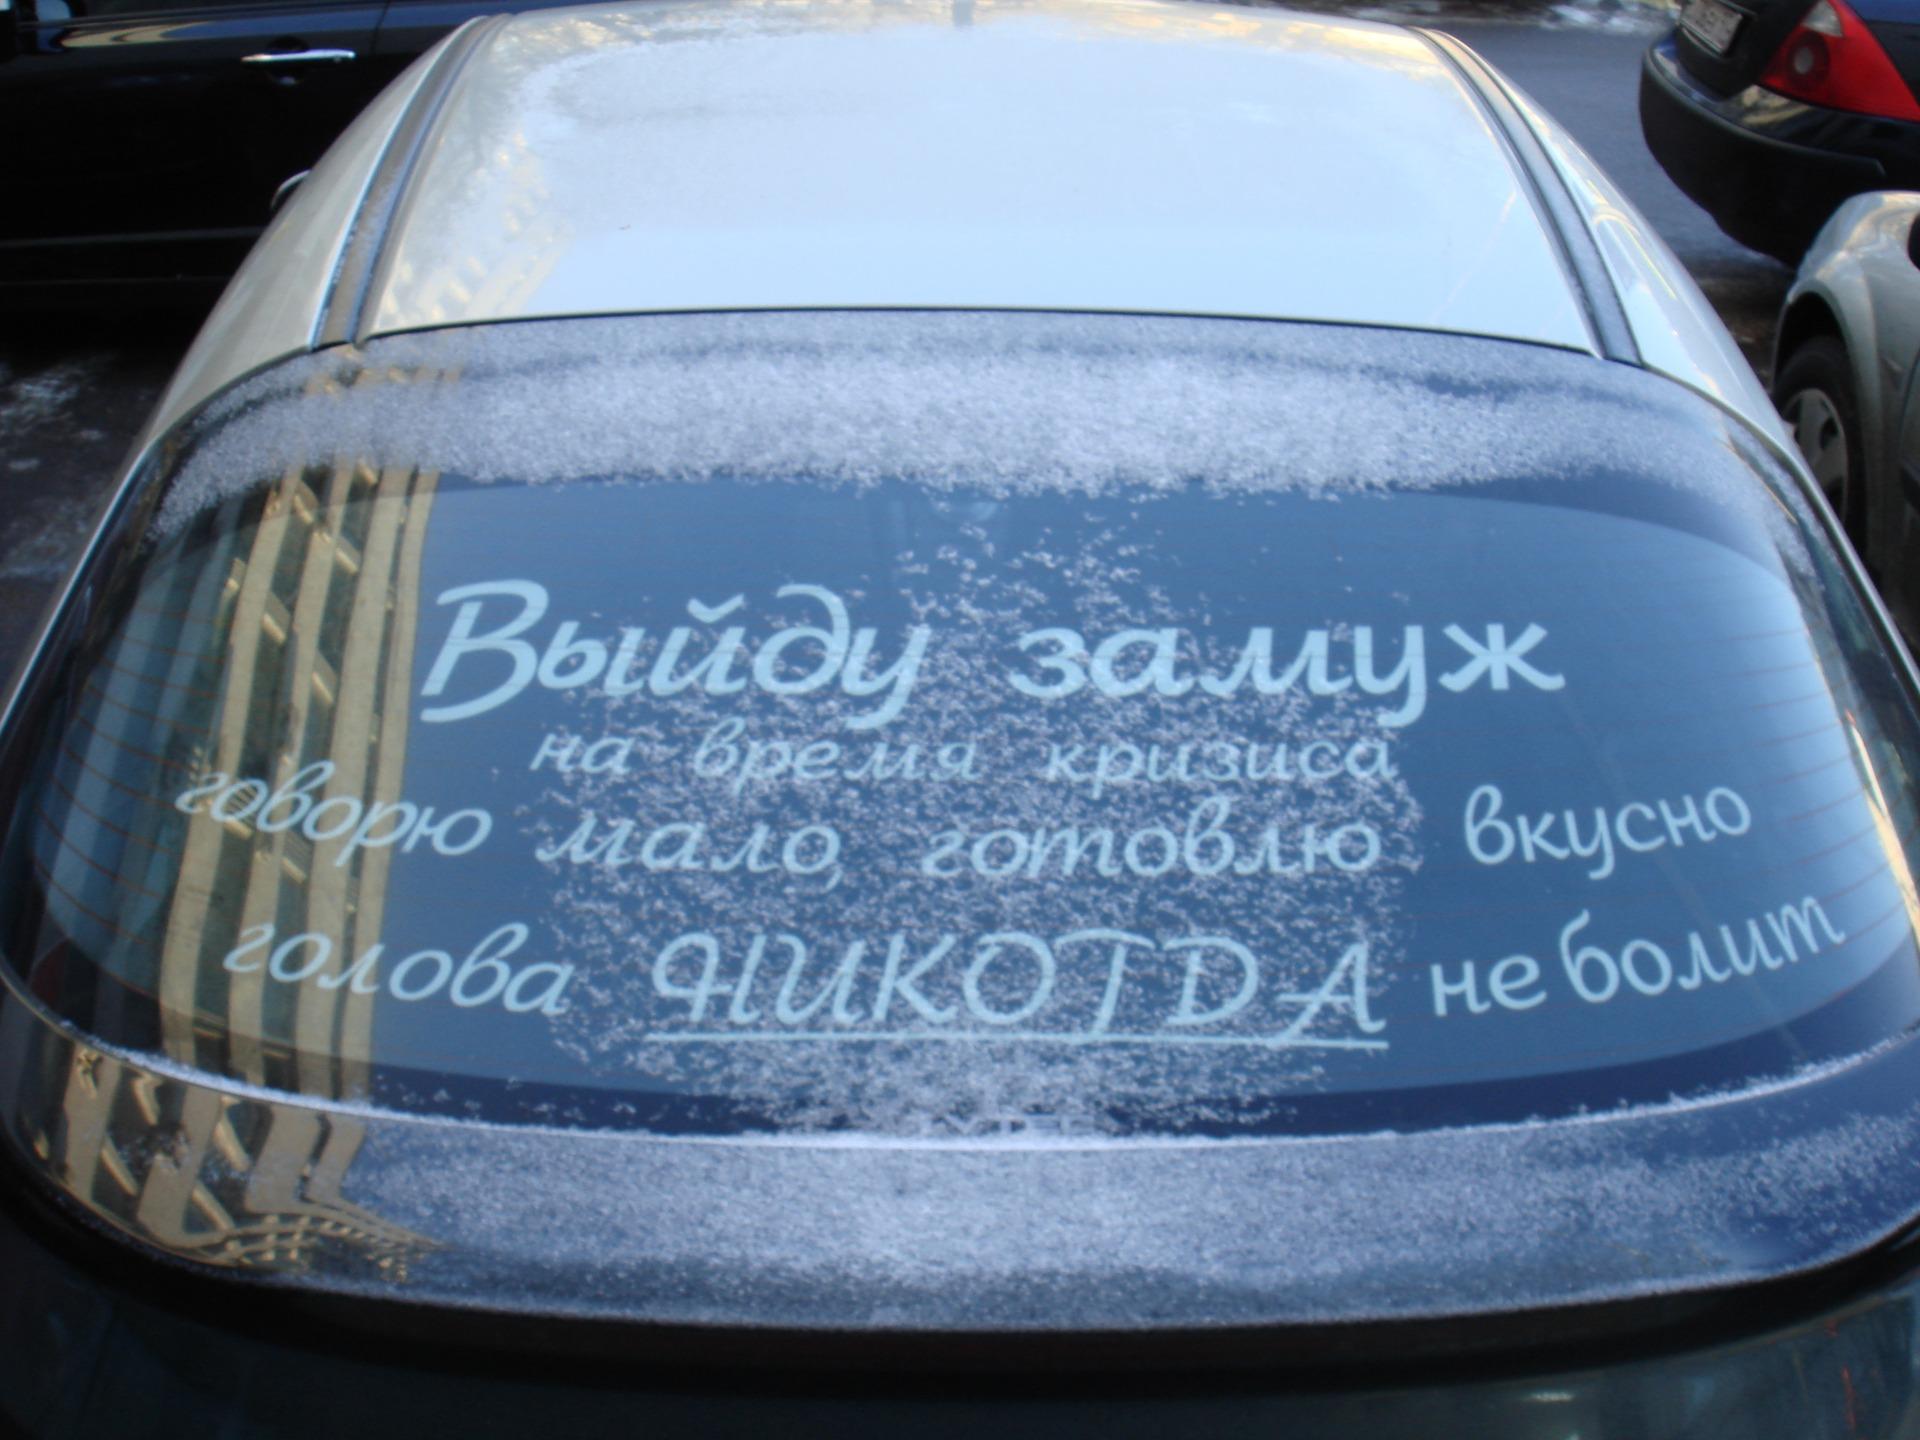 Выйду замуж
на время кризиса
говорю мало, готовлю вкусно
голова НИКОГДА не болит